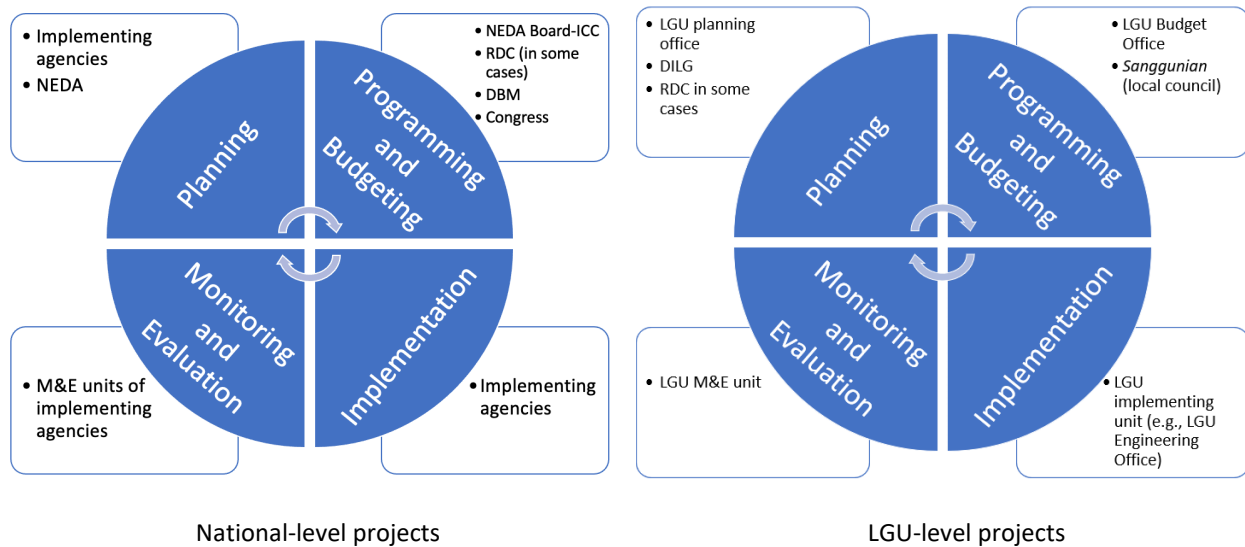 • Implementing
agencies
• NEDA
• NEDA Board-ICC
• RDC (in some
cases)
• DBM
• Congress
Planning
Programming
and
Budgeting
Monitoring
and
Evaluation
Implementation
• M&E units of
implementing
agencies
• Implementing
agencies
National-level projects
• LGU planning
office
• DILG
• RDC in some
cases
• LGU Budget
Office
• Sanggunian
(local council)
Planning
Programming
and
Budgeting
Monitoring
and
Evaluation
Implementation
• LGU M&E unit
• LGU
implementing
unit (e.g., LGU
Engineering
Office)
LGU-level projects